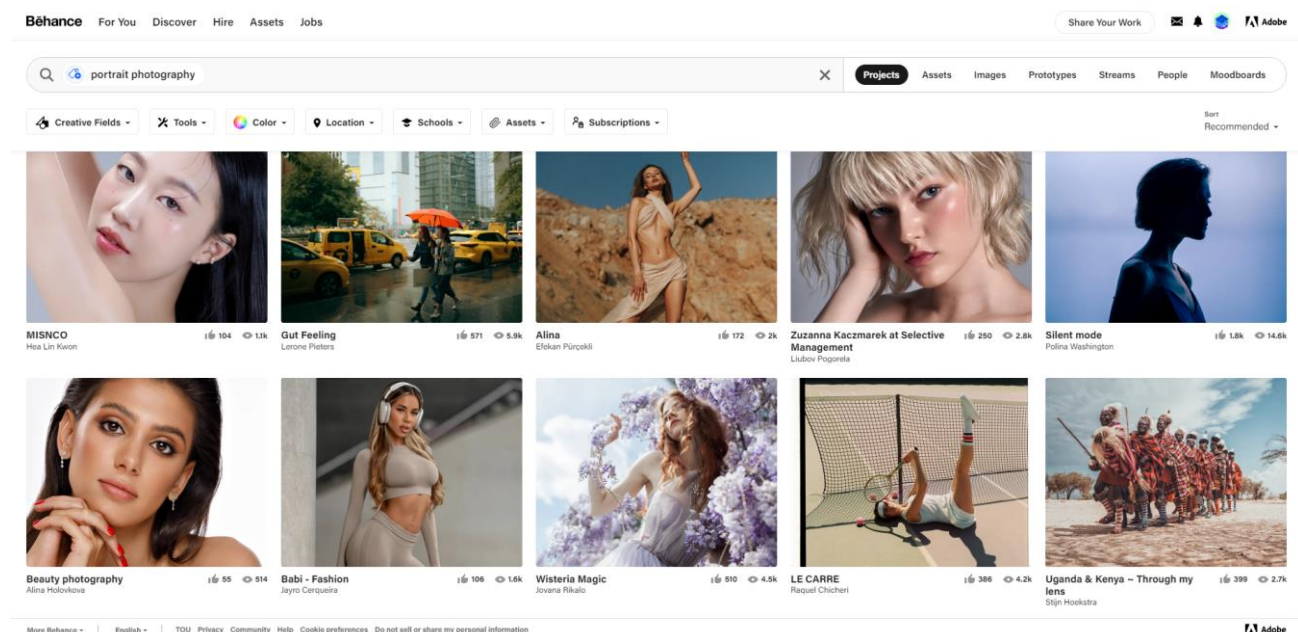 Bēhance For You Discover Hire Assets Jobs Share Your Work Adobe
portrait photography Projects Assets Images Prototypes Streams People Moodboards
Creative Fields Tools Color Location Schools Assets Subscriptions
Sort
Recommended
MISNCO 104 1.1k
Hea Lin Kwon
Gut Feeling 571 5.9k
Lerone Pieters
Alina 172 2k
Efekan Pürçekli
Zuzanna Kaczmarek at Selective 250 2.8k
Management
Liubov Pogorela
Silent mode 1.8k 14.6k
Polina Washington
Beauty photography 55 514
Alina Holovkova
Babi - Fashion 106 1.6k
Jayro Cerqueira
Wisteria Magic 510 4.5k
Jovana Rikalo
LE CARRE 386 4.2k
Raquel Chicheri
Uganda & Kenya ~ Through my 399 2.7k
lens
Stijn Hoekstra
More Behance English TOU Privacy Community Help Cookie preferences Do not sell or share my personal information Adobe